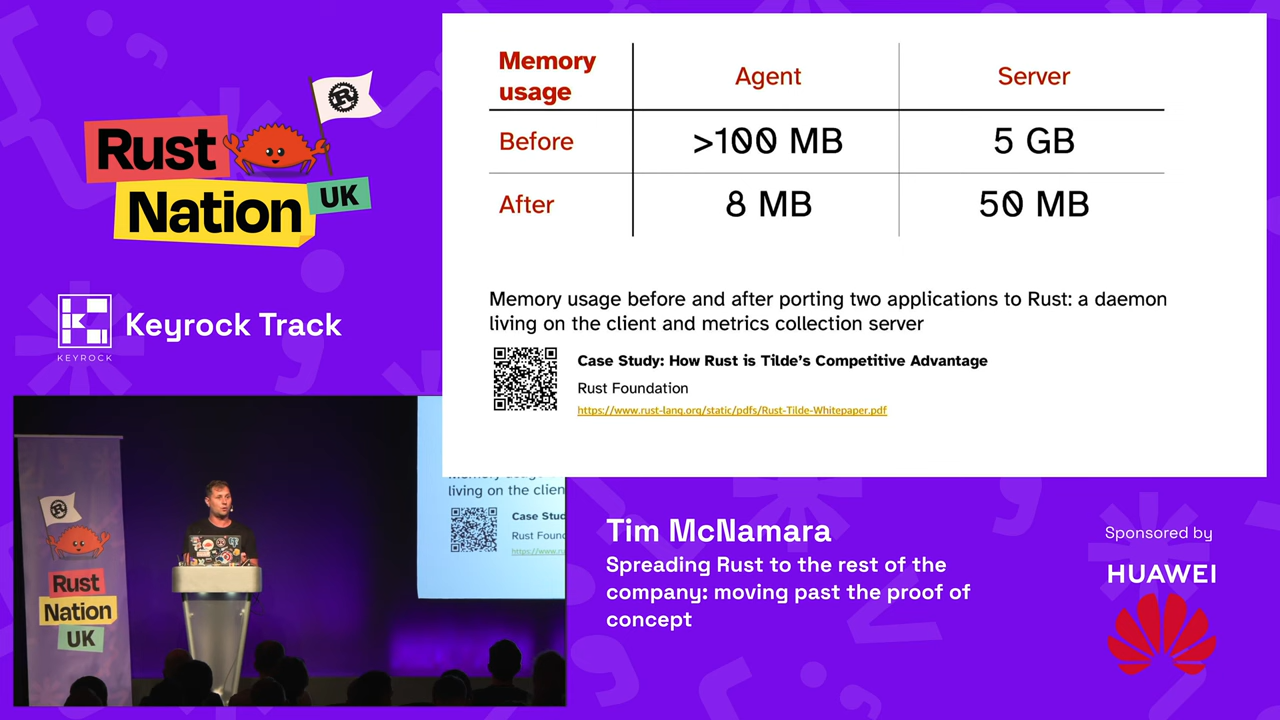 Rust
Nation
UK
KEYROCK
Keyrock Track
Memory usage
Agent
Server
Before
>100 MB
5 GB
After
8 MB
50 MB
Memory usage before and after porting two applications to Rust: a daemon
living on the client and metrics collection server
Case Study: How Rust is Tilde's Competitive Advantage
Rust Foundation
https://www.rust-lang.org/static/pdfs/Rust-Tilde-Whitepaper.pdf
Rust
Nation
UK
living on the clien
Case Stud
Rust Found
https://www.ru
Tim McNamara
Spreading Rust to the rest of the
company: moving past the proof of
concept
Sponsored by
HUAWEI